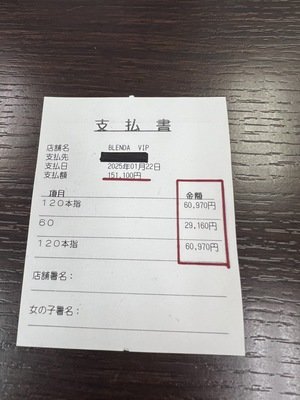 支払書
店舗名 BLENDA VIP
支払先
支払日 2025年01月22日
支払額 151,100円
項目 金額
120本指 60,970円
60 29,160円
120本指 60,970円
店舗署名:
女の子署名: